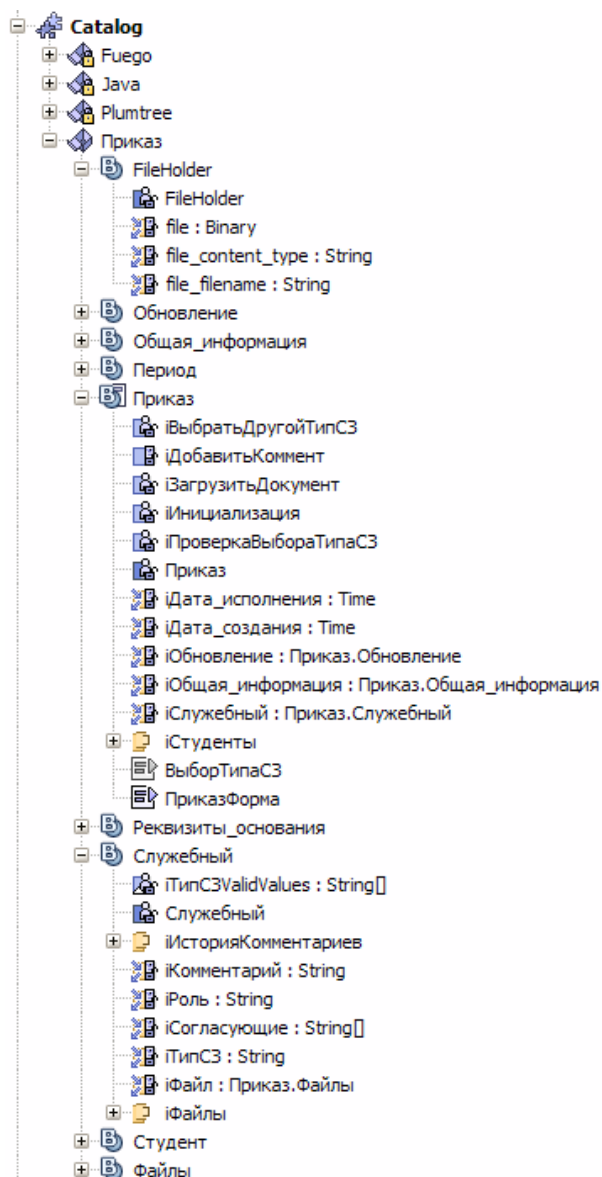 Catalog
Fuego
Java
Plumtree
Приказ
FileHolder
FileHolder
file : Binary
file_content_type : String
file_filename : String
Обновление
Общая_информация
Период
Приказ
iВыбратьДругойТипСЗ
iДобавитьКоммент
iЗагрузитьДокумент
iИнициализация
iПроверкаВыбораТипаСЗ
Приказ
iДата_исполнения : Time
iДата_создания : Time
iОбновление : Приказ.Обновление
iОбщая_информация : Приказ.Общая_информация
iСлужебный : Приказ.Служебный
iСтуденты
ВыборТипаСЗ
ПриказФорма
Реквизиты_основания
Служебный
iТипСЗValidValues : String[]
Служебный
iИсторияКомментариев
iКомментарий : String
iРоль : String
iСогласующие : String[]
iТипСЗ : String
iФайл : Приказ.Файлы
iФайлы
Студент
Файлы